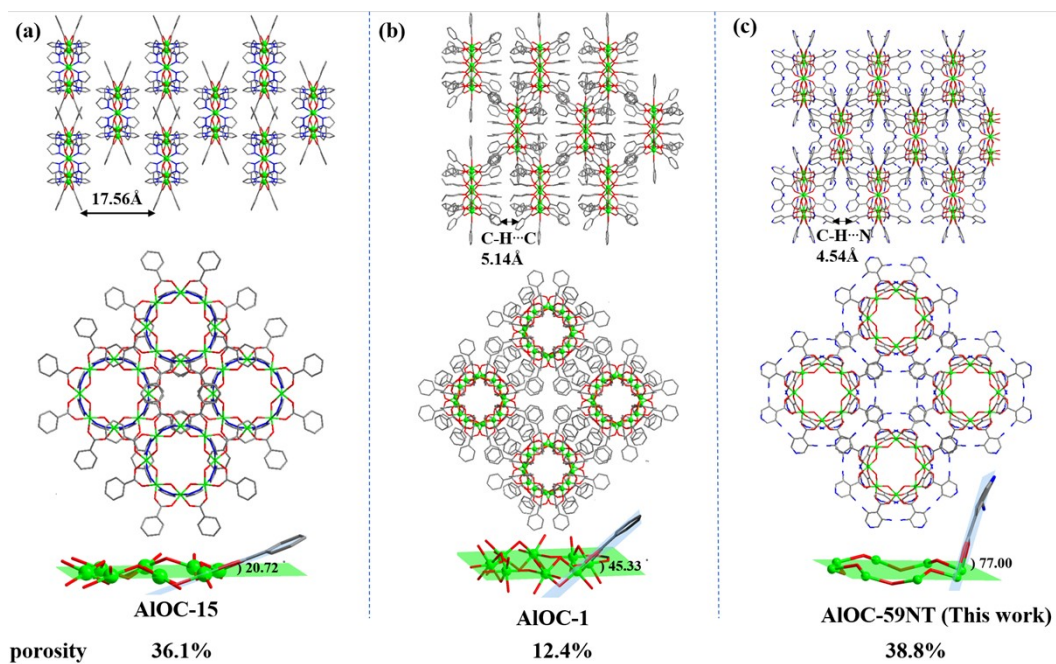 (a)
(b)
(c)
17.56Å
C-H···C
5.14Å
C-H···N
4.54Å
) 20.72
) 45.33
) 77.00
AlOC-15
AlOC-1
AlOC-59NT (This work)
porosity 36.1% 12.4% 38.8%